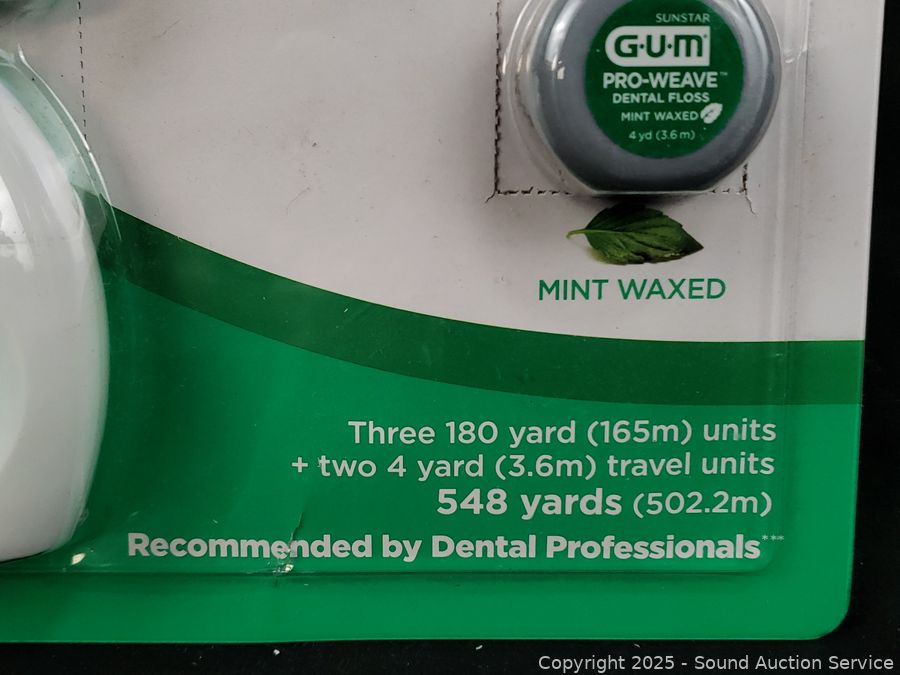 SUNSTAR
G·U·M
PRO-WEAVE™
DENTAL FLOSS
MINT WAXED
4 yd (3.6 m)
MINT WAXED
Three 180 yard (165m) units
+ two 4 yard (3.6m) travel units
548 yards (502.2m)
Recommended by Dental Professionals***
Copyright 2025 - Sound Auction Service